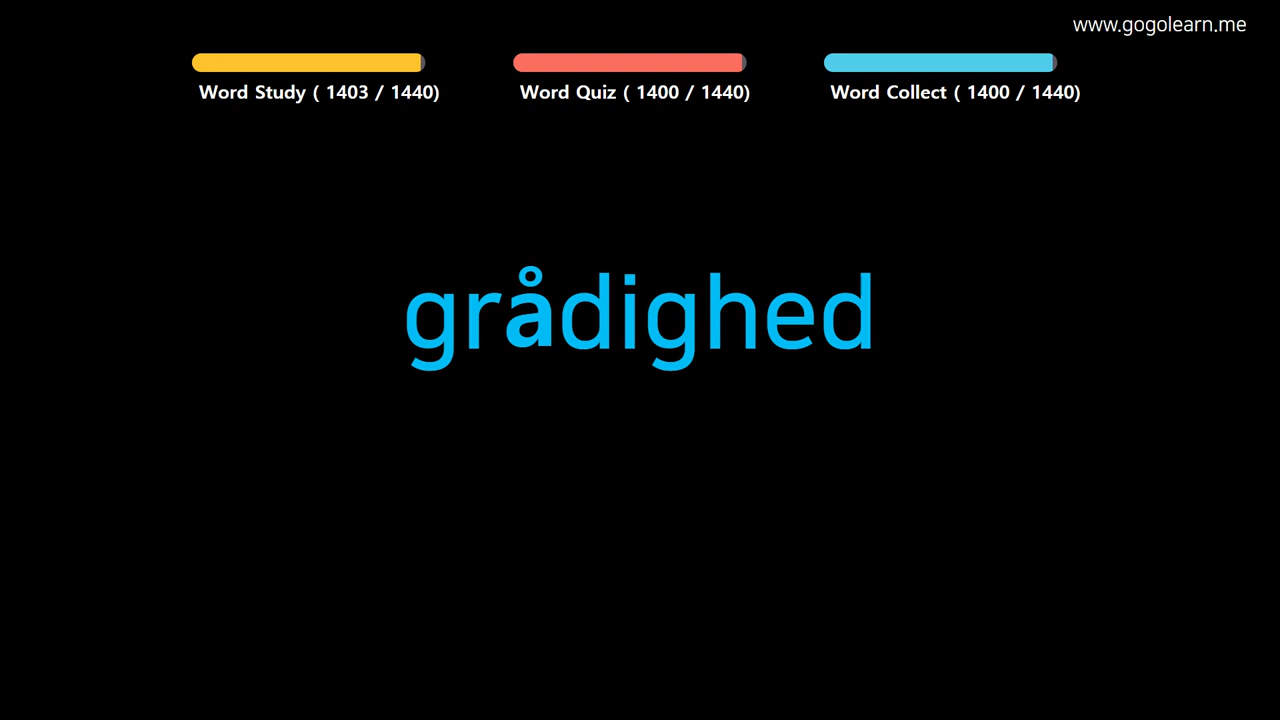 www.gogolearn.me
Word Study ( 1403 / 1440)
Word Quiz ( 1400 / 1440)
Word Collect ( 1400 / 1440)
grådighed